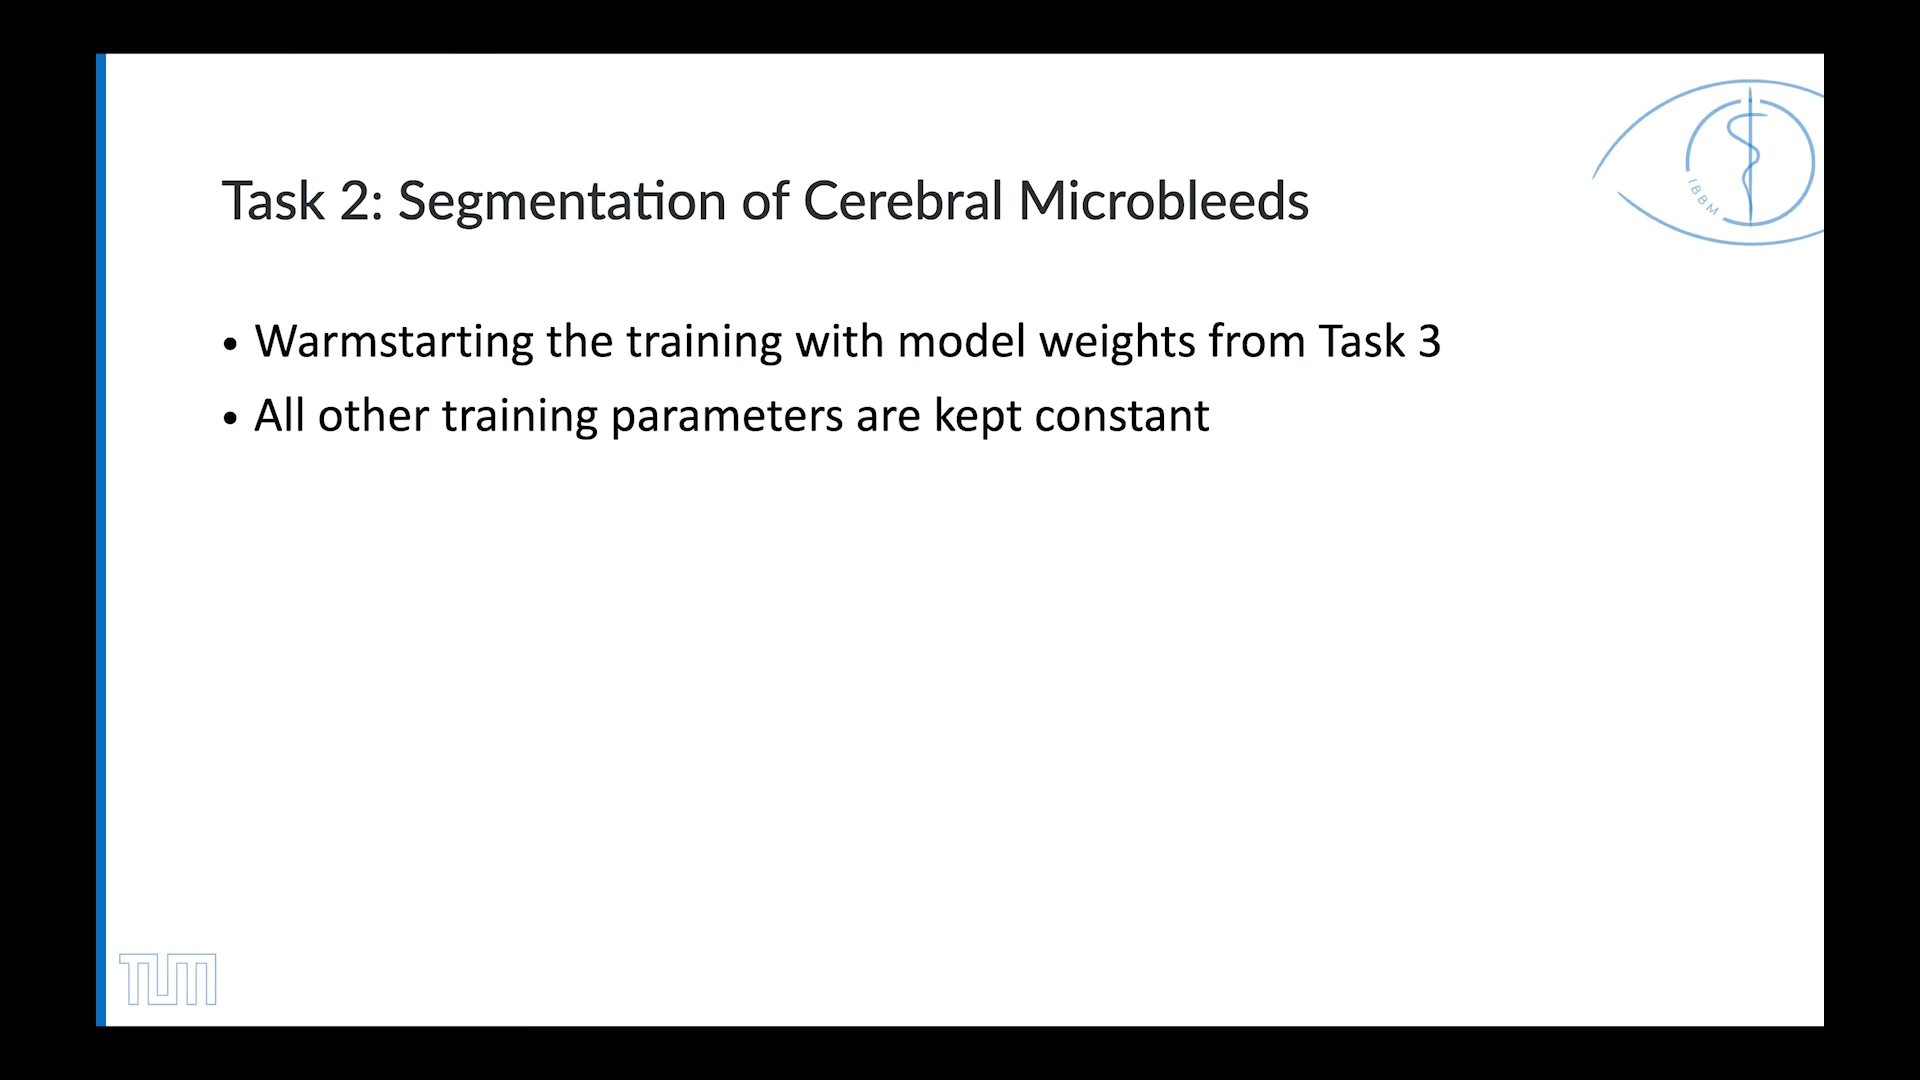 Task 2: Segmentation of Cerebral Microbleeds
• Warmstarting the training with model weights from Task 3
• All other training parameters are kept constant
IBBM
TUM